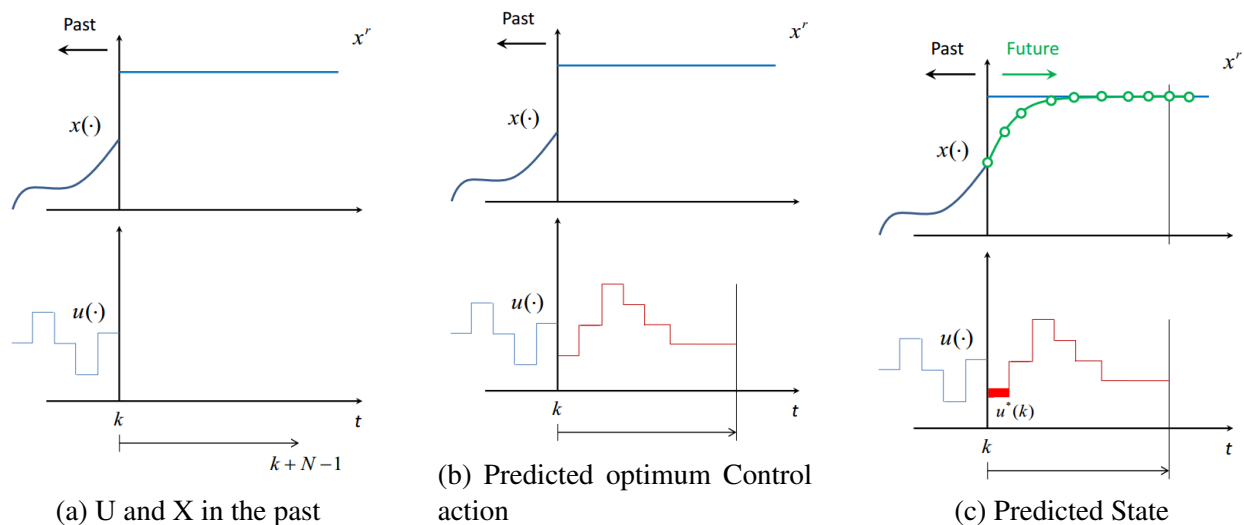 Past
x^r
x(·)
u(·)
k
t
k + N − 1
(a) U and X in the past
Past
x^r
x(·)
u(·)
k
t
(b) Predicted optimum Control
action
Past
Future
x^r
x(·)
u(·)
u*(k)
k
t
(c) Predicted State